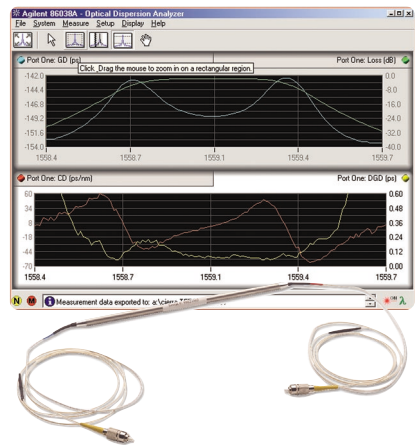 Agilent 86038A - Optical Dispersion Analyzer
File System Measure Setup Display Help
Click _Drag the mouse to zoom in on a rectangular region.
Port One: GD (ps) Port One: Loss [dB]
-142.0 0.0
-144.4 -8.0
-146.8 -16.0
-149.2 -24.0
-151.6 -32.0
-154.0 -40.0
1558.4 1558.7 1559.1 1559.4 1559.7
Port One: CD (ps/nm) Port One: DGD (ps)
60 0.60
34 0.48
8 0.36
-18 0.24
-44 0.12
-70 0.00
1558.4 1558.7 1559.1 1559.4 1559.7
N M Measurement data exported to: λ